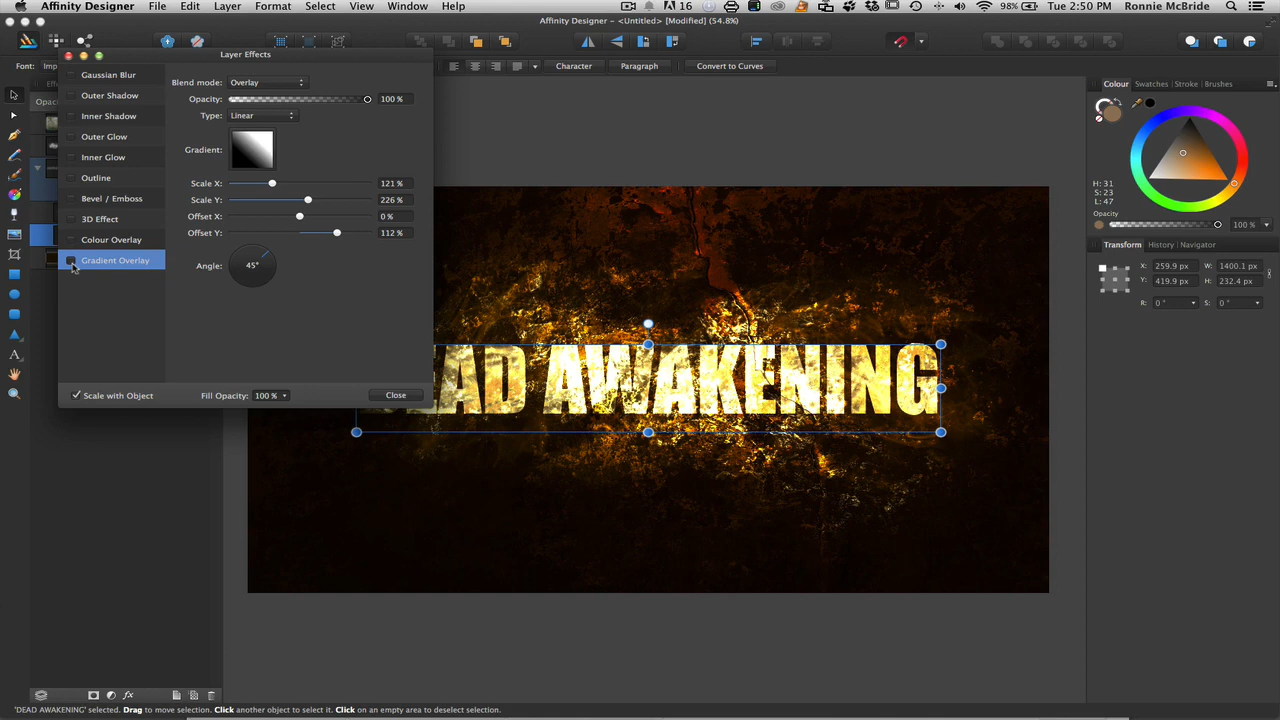 Affinity Designer File Edit Text Arrange Layer Select View Window Help 16 98% Tue 2:50 PM Ronnie McBride
Affinity Designer - <Untitled> [Modified] (54.8%)
Font: Imp Character Paragraph Convert to Curves
Layer Effects
Gaussian Blur
Outer Shadow
Inner Shadow
Outer Glow
Inner Glow
Outline
Bevel / Emboss
3D Effect
Colour Overlay
Gradient Overlay
Blend mode: Overlay
Opacity: 100 %
Type: Linear
Gradient:
Scale X: 121 %
Scale Y: 226 %
Offset X: 0 %
Offset Y: 112 %
Angle: 45°
Scale with Object Fill Opacity: 100 % Close
DEAD AWAKENING
Colour Swatches Stroke Brushes
H: 31
S: 21
L: 47
Opacity
100 %
Transform History Navigator
X: 259.9 px W: 1400.1 px
Y: 419.9 px H: 232.4 px
R: 0 ° S: 0 °
fx
'DEAD AWAKENING' selected. Drag to move selection. Click another object to select it. Click on an empty area to deselect selection.